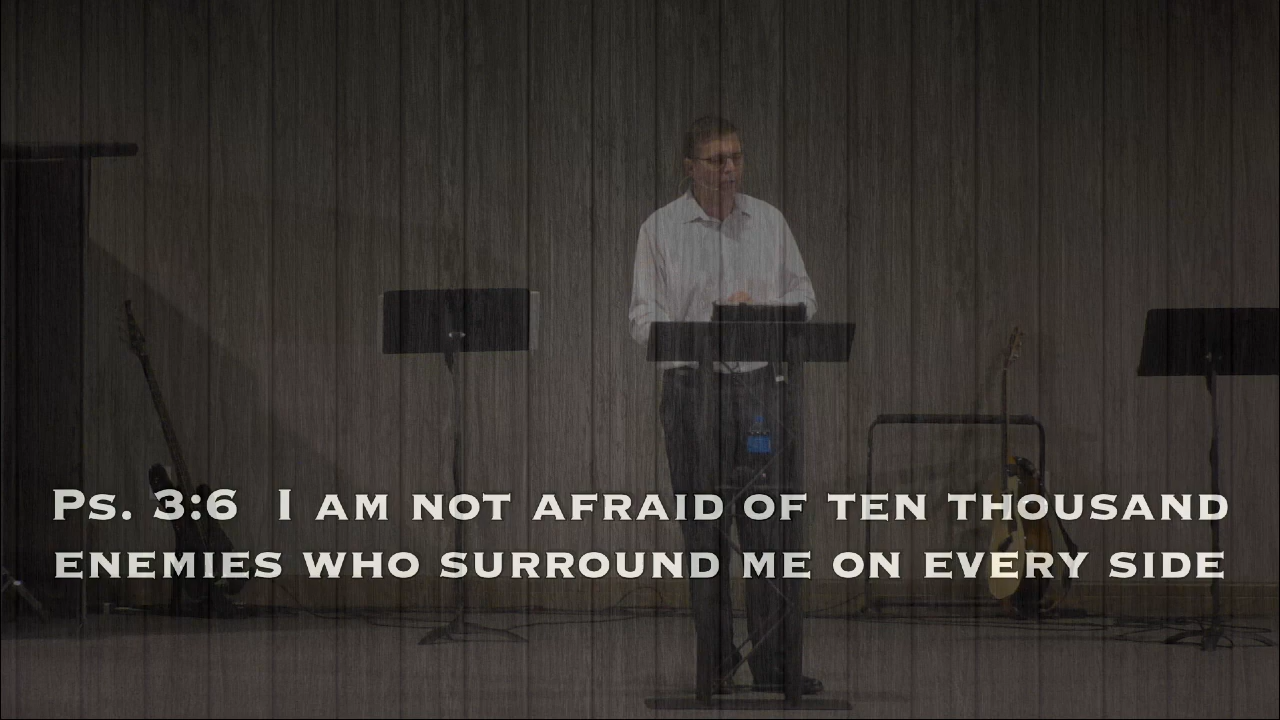 Ps. 3:6 I AM NOT AFRAID OF TEN THOUSAND
ENEMIES WHO SURROUND ME ON EVERY SIDE